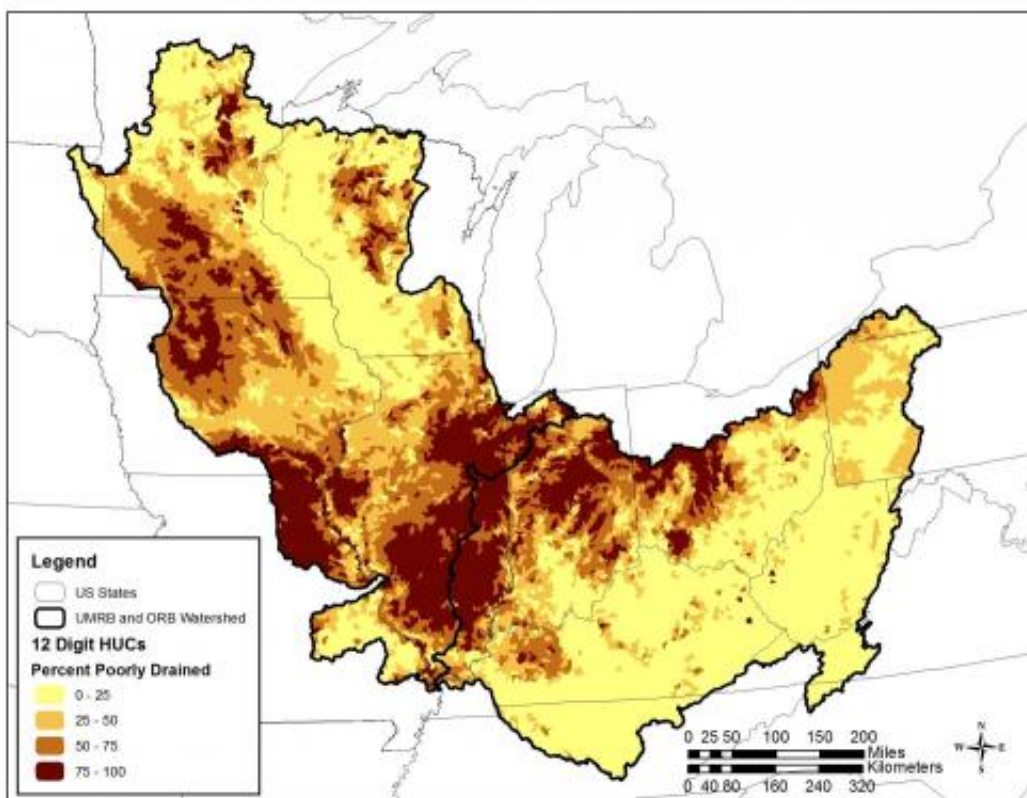 Legend
US States
UMRB and ORB Watershed
12 Digit HUCs
Percent Poorly Drained
0 - 25
25 - 50
50 - 75
75 - 100
0 25 50 100 150 200
Miles
Kilometers
0 40 80 160 240 320
N
W E
S